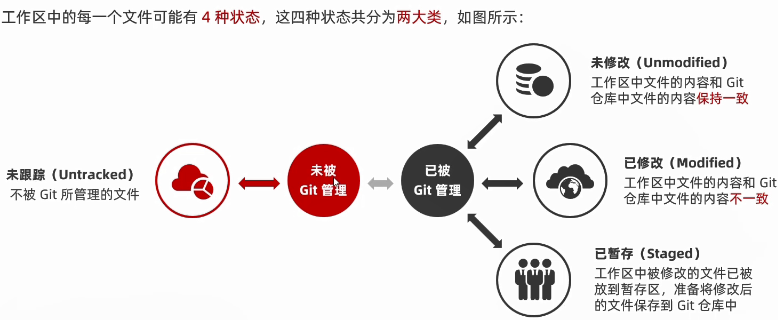 工作区中的每一个文件可能有 4 种状态，这四种状态共分为两大类，如图所示：
未修改（Unmodified）
工作区中文件的内容和 Git
仓库中文件的内容保持一致
未跟踪（Untracked）
不被 Git 所管理的文件
未被
Git 管理
已被
Git 管理
已修改（Modified）
工作区中文件的内容和 Git
仓库中文件的内容不一致
已暂存（Staged）
工作区中被修改的文件已被
放到暂存区，准备将修改后
的文件保存到 Git 仓库中